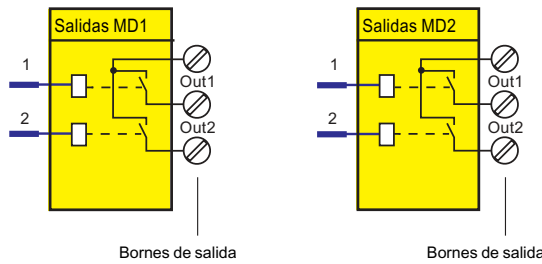 Salidas MD1
1
Out1
2
Out2
Bornes de salida
Salidas MD2
1
Out1
2
Out2
Bornes de salida